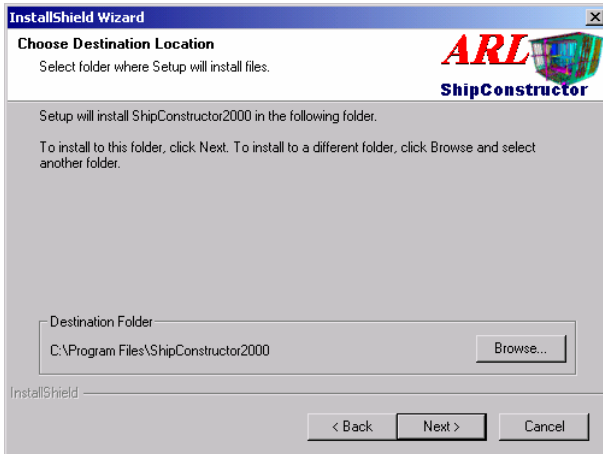 InstallShield Wizard
Choose Destination Location
Select folder where Setup will install files.
ARL
ShipConstructor
Setup will install ShipConstructor2000 in the following folder.
To install to this folder, click Next. To install to a different folder, click Browse and select
another folder.
Destination Folder
C:\Program Files\ShipConstructor2000
Browse...
InstallShield
< Back
Next >
Cancel